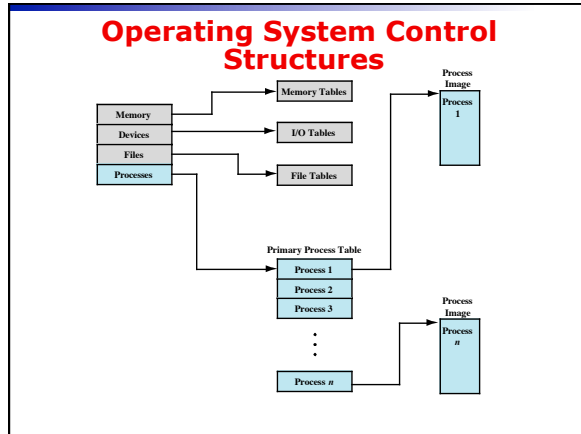 Operating System Control
Structures
Memory
Devices
Files
Processes
Memory Tables
I/O Tables
File Tables
Primary Process Table
Process 1
Process 2
Process 3
Process n
Process
Image
Process
1
Process
Image
Process
n